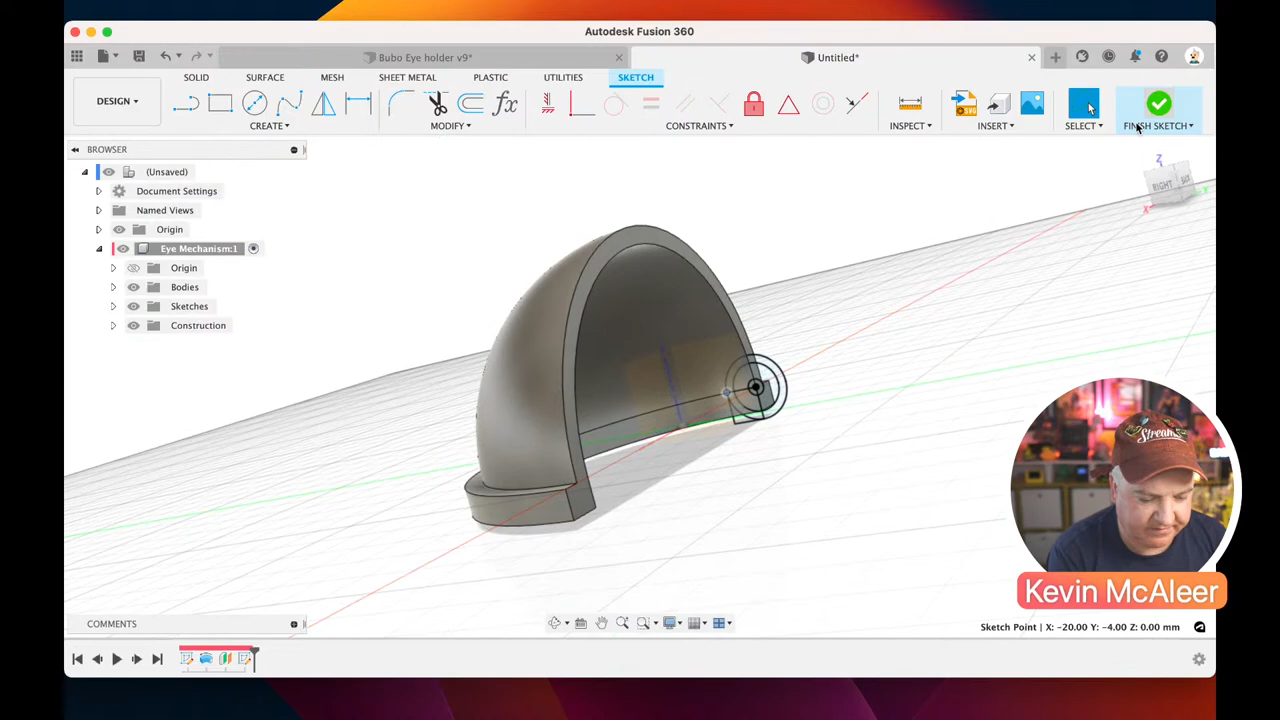 Autodesk Fusion 360
Bubo Eye holder v9*
Untitled*
DESIGN
SOLID
SURFACE
MESH
SHEET METAL
PLASTIC
UTILITIES
SKETCH
CREATE
MODIFY
CONSTRAINTS
INSPECT
INSERT
SELECT
FINISH SKETCH
BROWSER
(Unsaved)
Document Settings
Named Views
Origin
Eye Mechanism:1
Origin
Bodies
Sketches
Construction
Z
RIGHT
X
Stream
Kevin McAleer
COMMENTS
Sketch Point | X: -20.00 Y: -4.00 Z: 0.00 mm